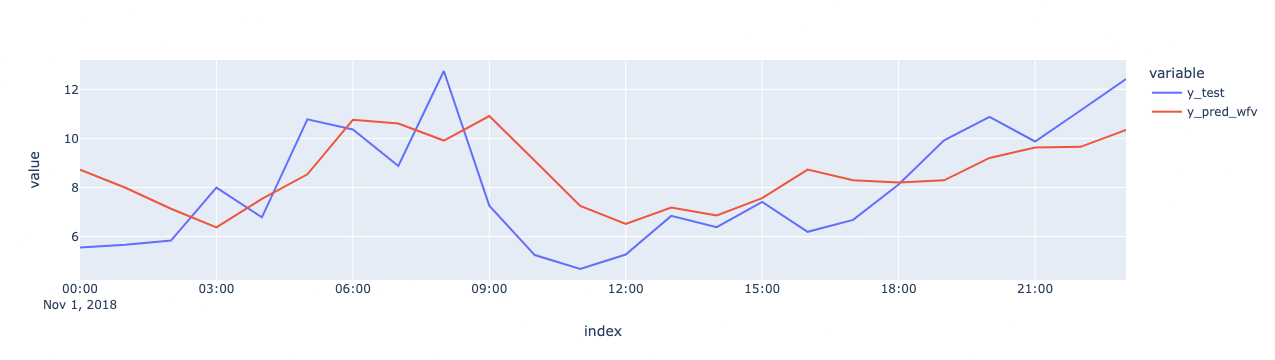 variable
y_test
y_pred_wfv
value
12
10
8
6
00:00
03:00
06:00
09:00
12:00
15:00
18:00
21:00
Nov 1, 2018
index